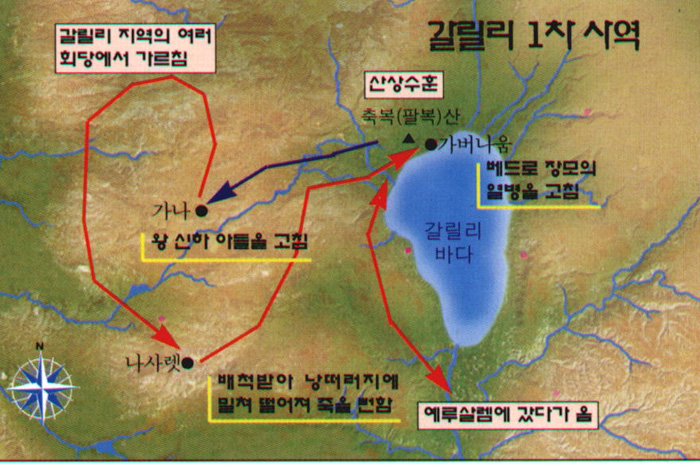 갈릴리 1차 사역
갈릴리 지역의 여러
회당에서 가르침
산상수훈
축복(팔복)산
가버나움
베드로 장모의
열병을 고침
가나
왕 신하 아들을 고침
갈릴리
바다
N
나사렛
배척받아 낭떠러지에
밀쳐 떨어져 죽을 뻔함
예루살렘에 갔다가 옴